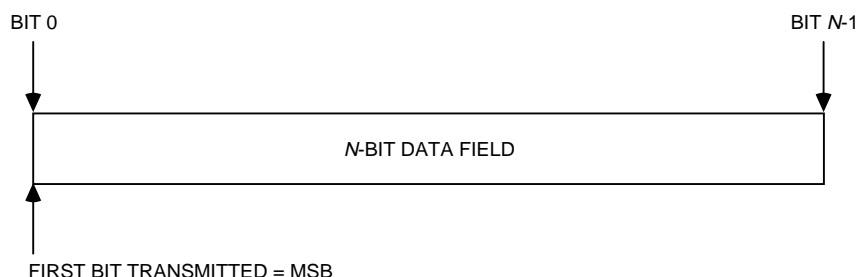 BIT 0
BIT N-1
N-BIT DATA FIELD
FIRST BIT TRANSMITTED = MSB